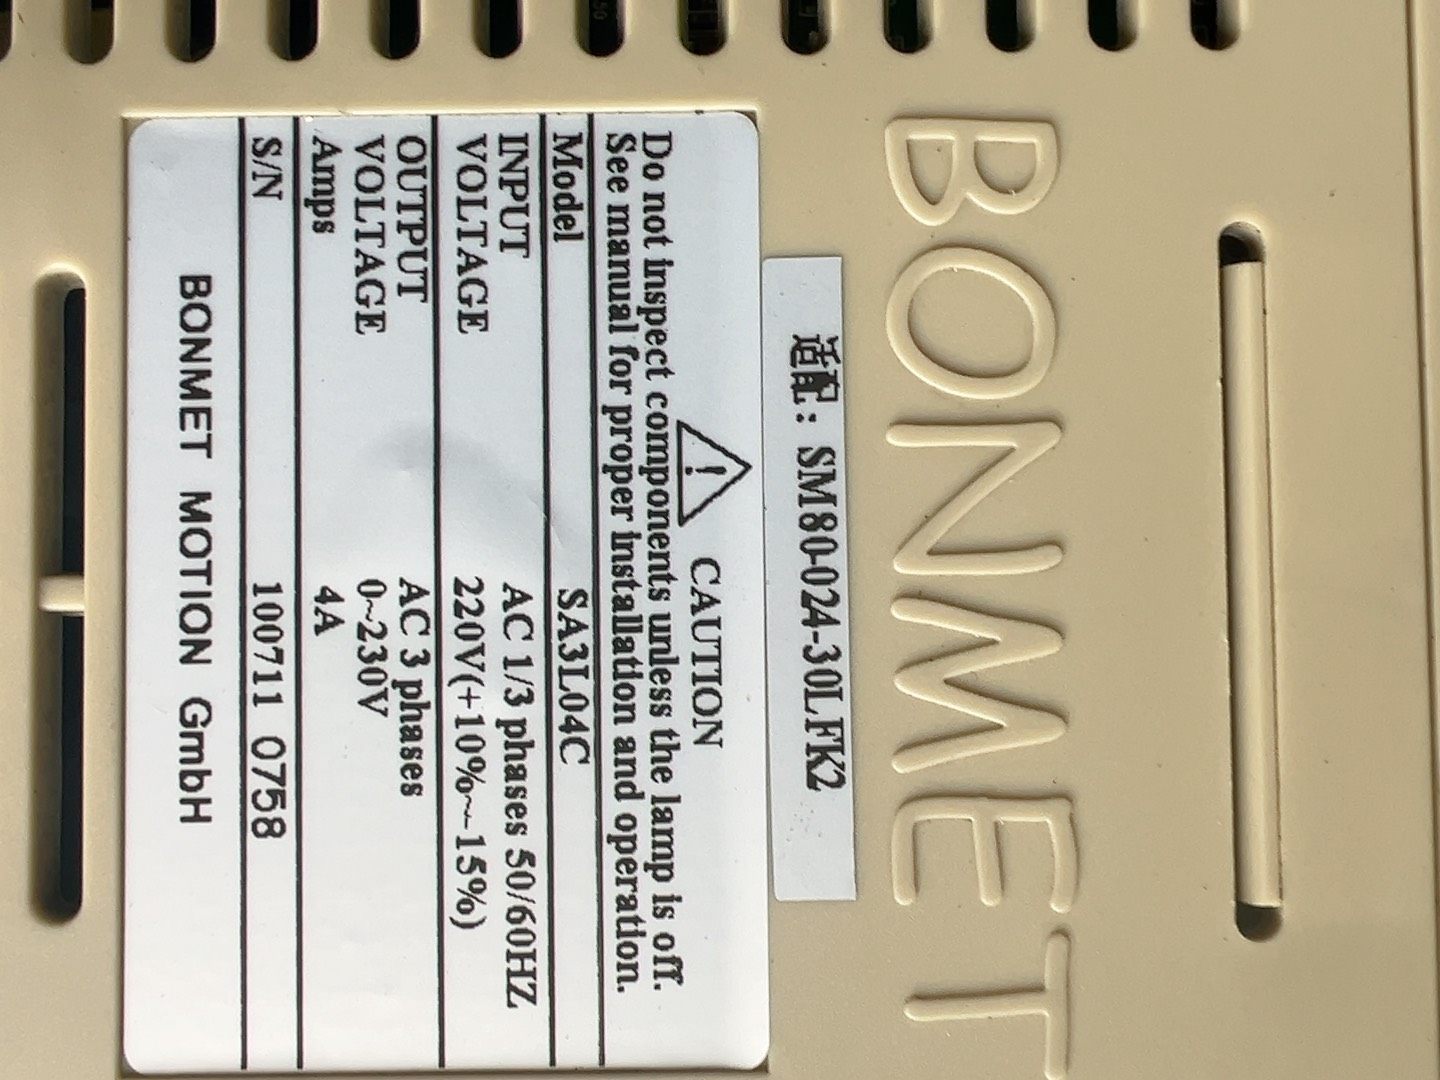 BONMET
适配：SM80-024-30LFK2
CAUTION
Do not inspect components unless the lamp is off.
See manual for proper installation and operation.
Model SA3L04C
INPUT AC 1/3 phases 50/60HZ
VOLTAGE 220V(+10%~-15%)
OUTPUT AC 3 phases
VOLTAGE 0~230V
Amps 4A
S/N 100711 0758
BONMET MOTION GmbH